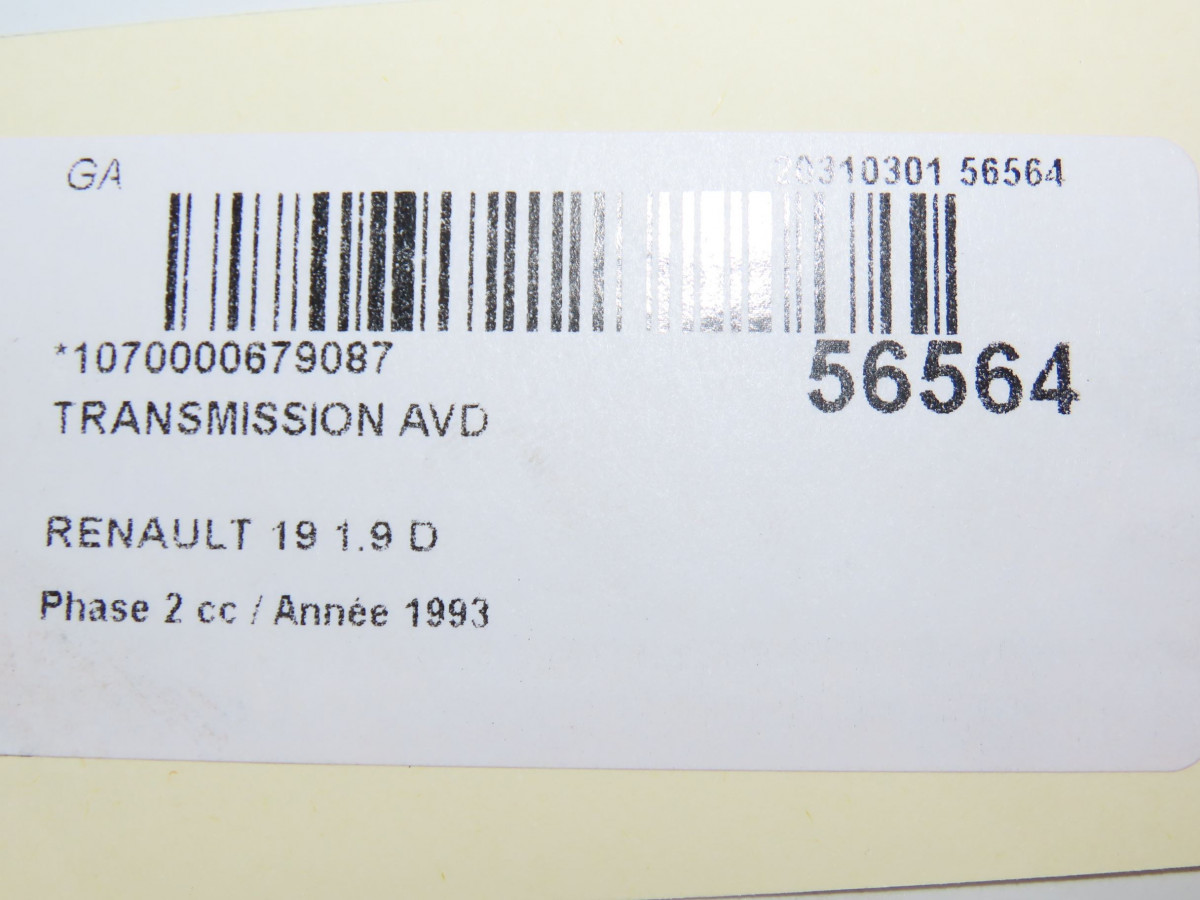 GA
20310301 56564
*1070000679087
56564
TRANSMISSION AVD
RENAULT 19 1.9 D
Phase 2 cc / Année 1993